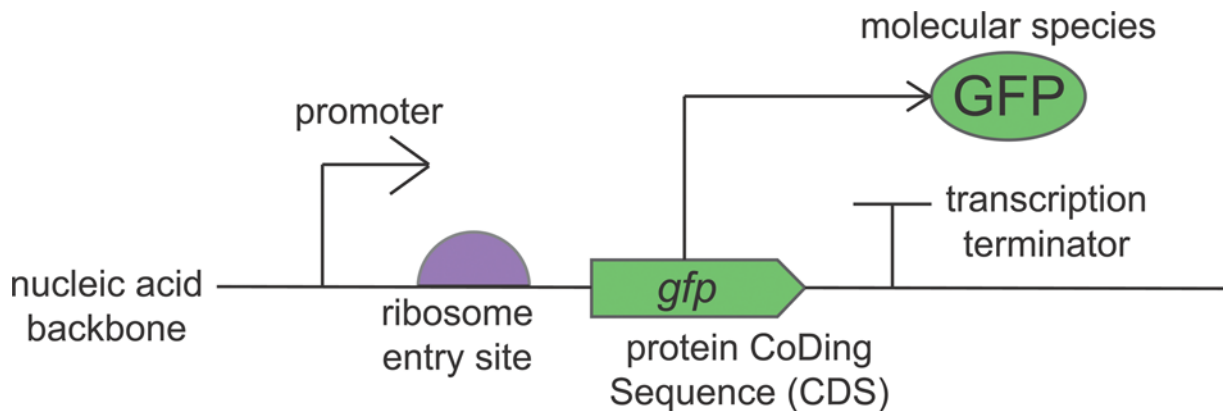 molecular species
GFP
promoter
transcription
terminator
nucleic acid
backbone
ribosome
entry site
gfp
protein CoDing
Sequence (CDS)